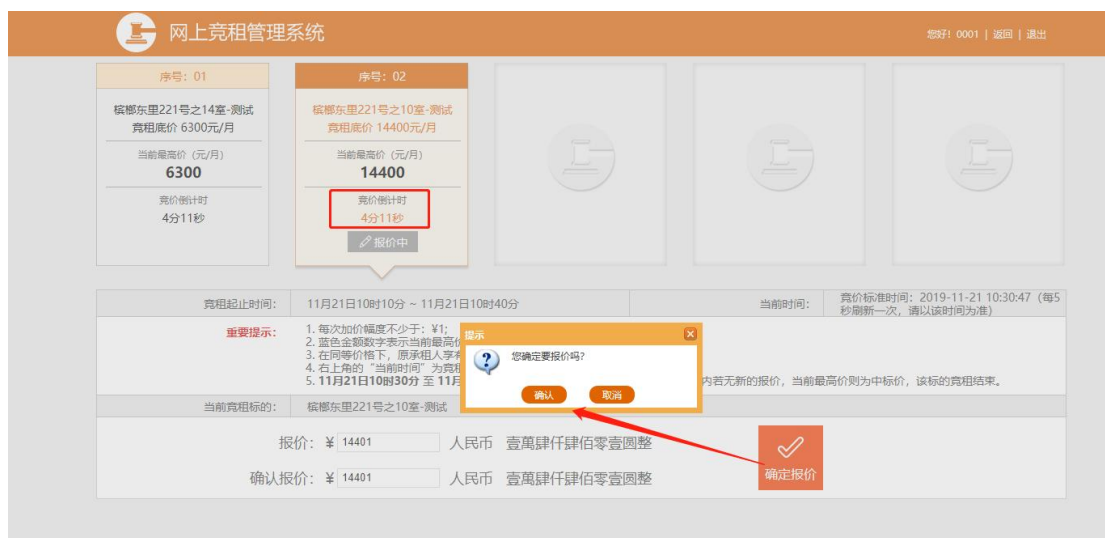 网上竞租管理系统
您好! 0001 | 返回 | 退出
序号: 01
槟榔东里221号之14室-测试
竞租底价 6300元/月
当前最高价 (元/月)
6300
竞价倒计时
4分11秒
序号: 02
槟榔东里221号之10室-测试
竞租底价 14400元/月
当前最高价 (元/月)
14400
竞价倒计时
4分11秒
报价中
竞租起止时间:
11月21日10时10分 ~ 11月21日10时40分
当前时间:
竞价标准时间: 2019-11-21 10:30:47 (每5
秒刷新一次, 请以该时间为准)
重要提示:
1. 每次加价幅度不少于: ¥1;
2. 蓝色金额数字表示当前最高
3. 在同等价格下, 原承租人享
4. 右上角的 "当前时间" 为竞
5. 11月21日10时30分 至 11 内若无新的报价, 当前最高价则为中标价, 该标的竞租结束。
提示
您确定要报价吗?
确认
取消
当前竞租标的:
槟榔东里221号之10室-测试
报价: ¥ 14401 人民币 壹萬肆仟肆佰零壹圆整
确认报价: ¥ 14401 人民币 壹萬肆仟肆佰零壹圆整
确定报价